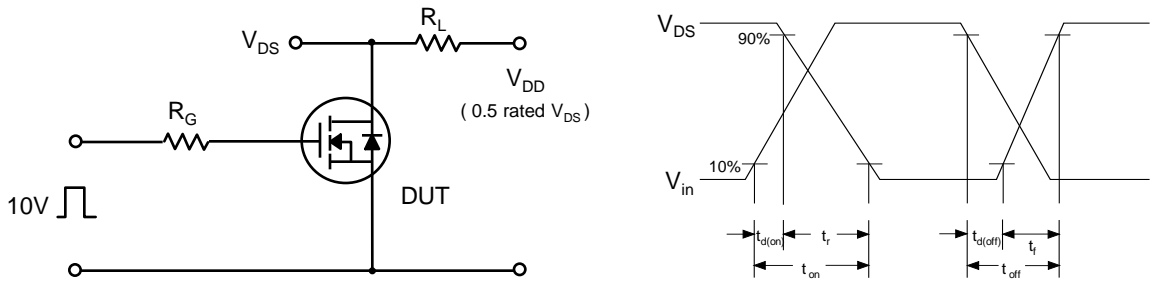 R_L
V_DS
V_DD
( 0.5 rated V_DS )
R_G
DUT
10V
V_DS
90%
10%
V_in
t_d(on)
t_r
t_on
t_d(off)
t_f
t_off